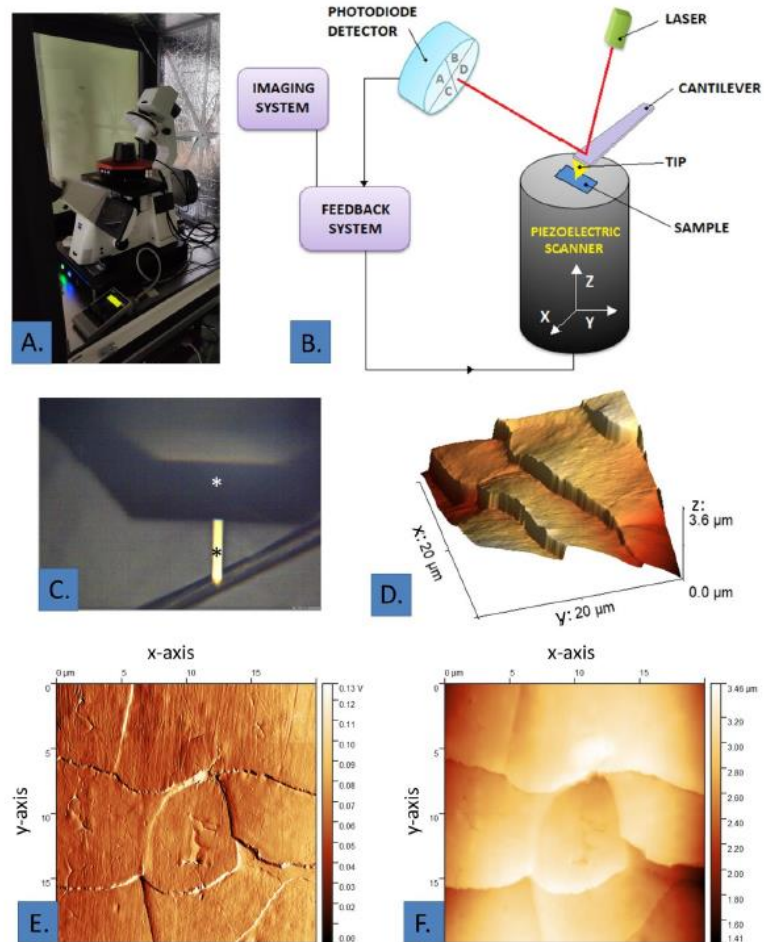 PHOTODIODE
DETECTOR
LASER
IMAGING
SYSTEM
B
A
D
C
CANTILEVER
TIP
FEEDBACK
SYSTEM
SAMPLE
PIEZOELECTRIC
SCANNER
Z
X
Y
A.
B.
*
*
C.
z:
3.6 µm
0.0 µm
x: 20 µm
y: 20 µm
D.
x-axis
0 µm 5 10 15
0.13 V
0.12
0.11
0.10
0.09
0.08
0.07
0.06
0.05
0.04
0.03
0.02
0.00
0
5
10
15
y-axis
E.
x-axis
0 µm 5 10 15
3.46 µm
3.20
3.00
2.80
2.60
2.40
2.20
2.00
1.80
1.60
1.41
0
5
10
15
y-axis
F.